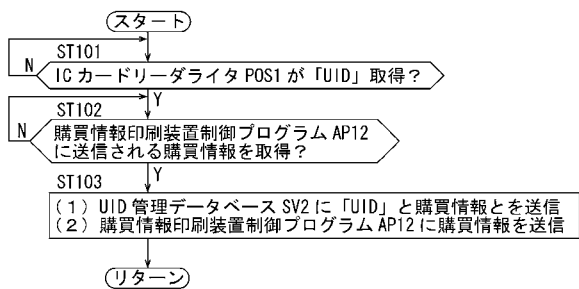 スタート
ST101
N
ICカードリーダライタPOS1が「UID」取得？
Y
ST102
N
購買情報印刷装置制御プログラムAP12
に送信される購買情報を取得？
Y
ST103
(1) UID管理データベースSV2に「UID」と購買情報とを送信
(2) 購買情報印刷装置制御プログラムAP12に購買情報を送信
リターン